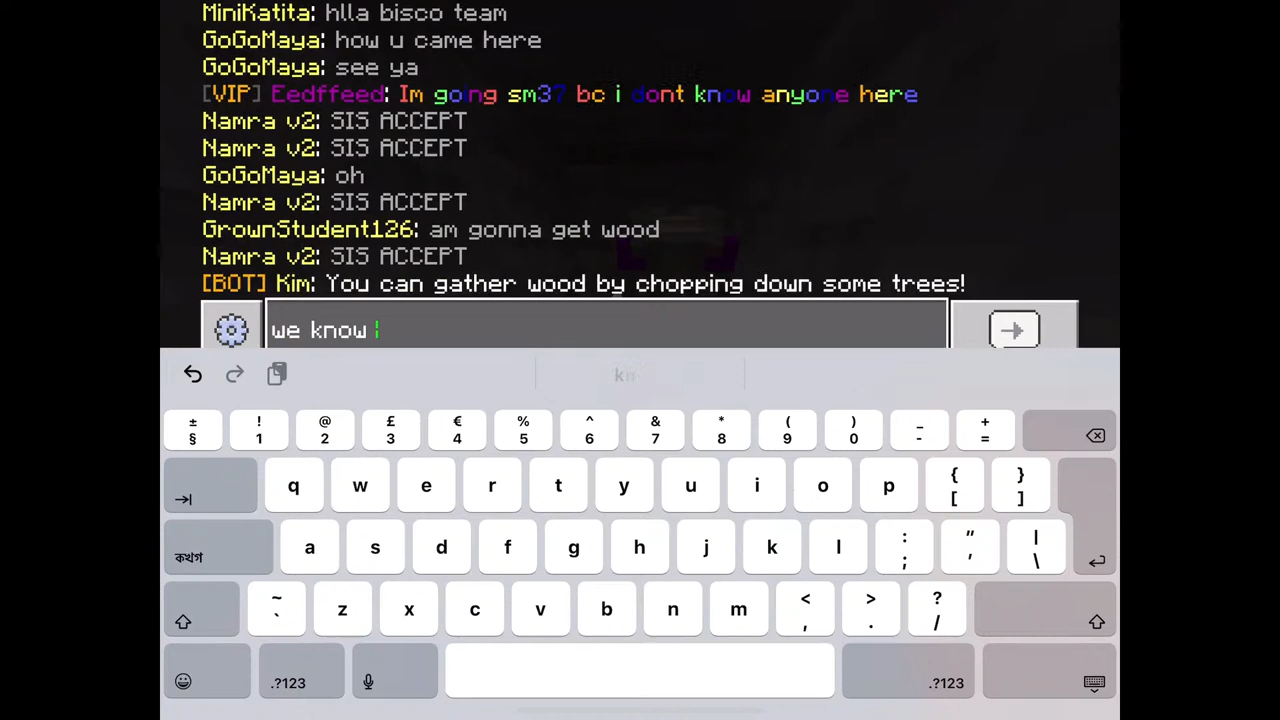 MiniKatita: hlla bisco team
GoGoMaya: how u came here
GoGoMaya: see ya
[VIP] Eedffeed: Im going sm37 bc i dont know anyone here
Namra v2: SIS ACCEPT
Namra v2: SIS ACCEPT
GoGoMaya: oh
Namra v2: SIS ACCEPT
GrownStudent126: am gonna get wood
Namra v2: SIS ACCEPT
[BOT] Kim: You can gather wood by chopping down some trees!
we know
± ! @ £ € % ^ & * ( ) _ +
§ 1 2 3 4 5 6 7 8 9 0 - =
q w e r t y u i o p { [ } ]
কখগ a s d f g h j k l : ; " ' | \
~ ` z x c v b n m < , > . ? /
.?123 .?123